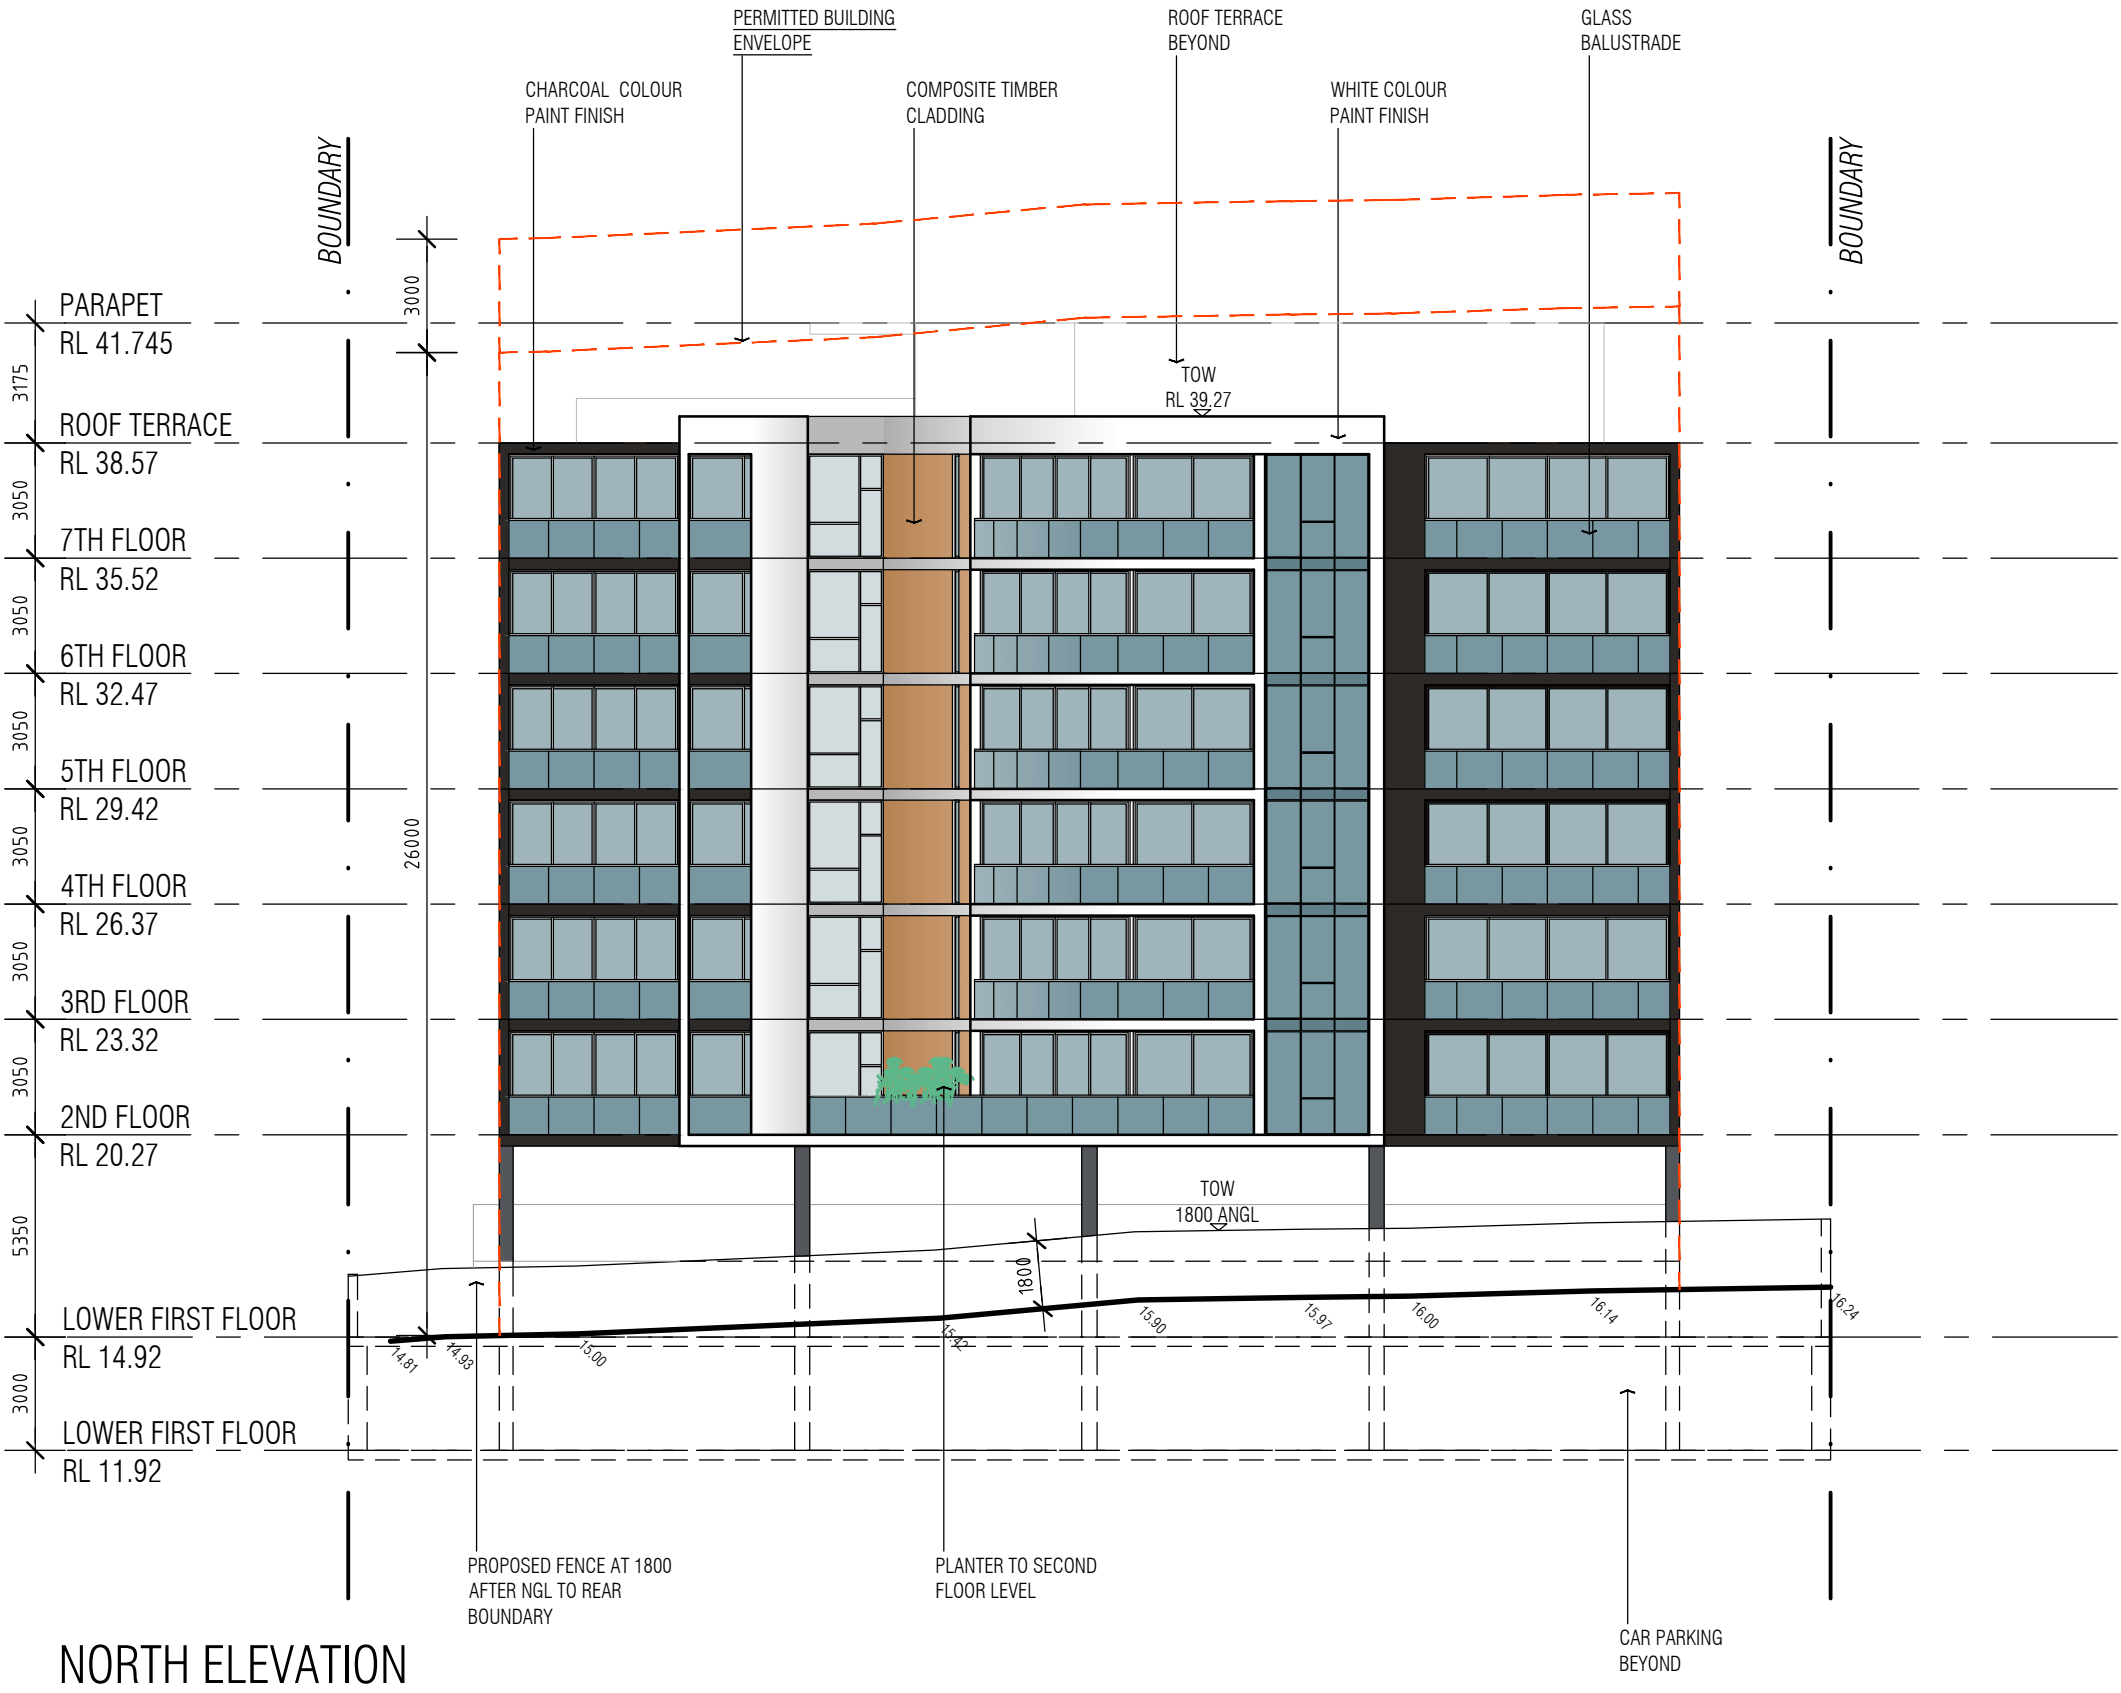 PERMITTED BUILDING
ENVELOPE
ROOF TERRACE
BEYOND
GLASS
BALUSTRADE
CHARCOAL  COLOUR
PAINT FINISH
COMPOSITE TIMBER
CLADDING
WHITE COLOUR
PAINT FINISH
BOUNDARY
BOUNDARY
3000
PARAPET
RL 41.745
3175
TOW
RL 39.27
ROOF TERRACE
RL 38.57
3050
7TH FLOOR
RL 35.52
3050
6TH FLOOR
RL 32.47
3050
5TH FLOOR
RL 29.42
3050
26000
4TH FLOOR
RL 26.37
3050
3RD FLOOR
RL 23.32
3050
2ND FLOOR
RL 20.27
5350
TOW
1800 ANGL
1800
LOWER FIRST FLOOR
RL 14.92
14.81
14.93
15.00
15.42
15.90
15.97
16.00
16.14
16.24
3000
LOWER FIRST FLOOR
RL 11.92
PROPOSED FENCE AT 1800
AFTER NGL TO REAR
BOUNDARY
PLANTER TO SECOND
FLOOR LEVEL
CAR PARKING
BEYOND
NORTH ELEVATION